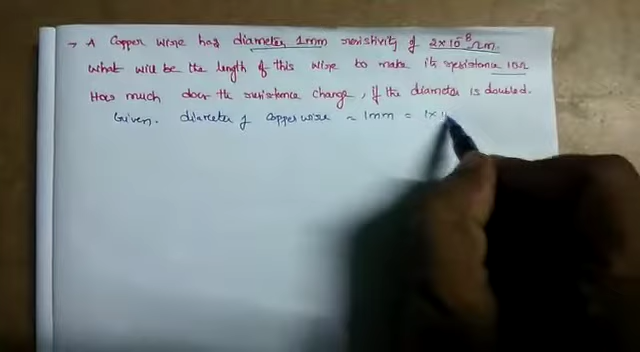 → A Copper wire has diameter 1mm resistivity of 2×10⁻⁸ Ωm.
What will be the length of this wire to make its resistance 10Ω
How much does the resistance change, if the diameter is doubled.
Given. diameter of Copper wire = 1mm = 1×1